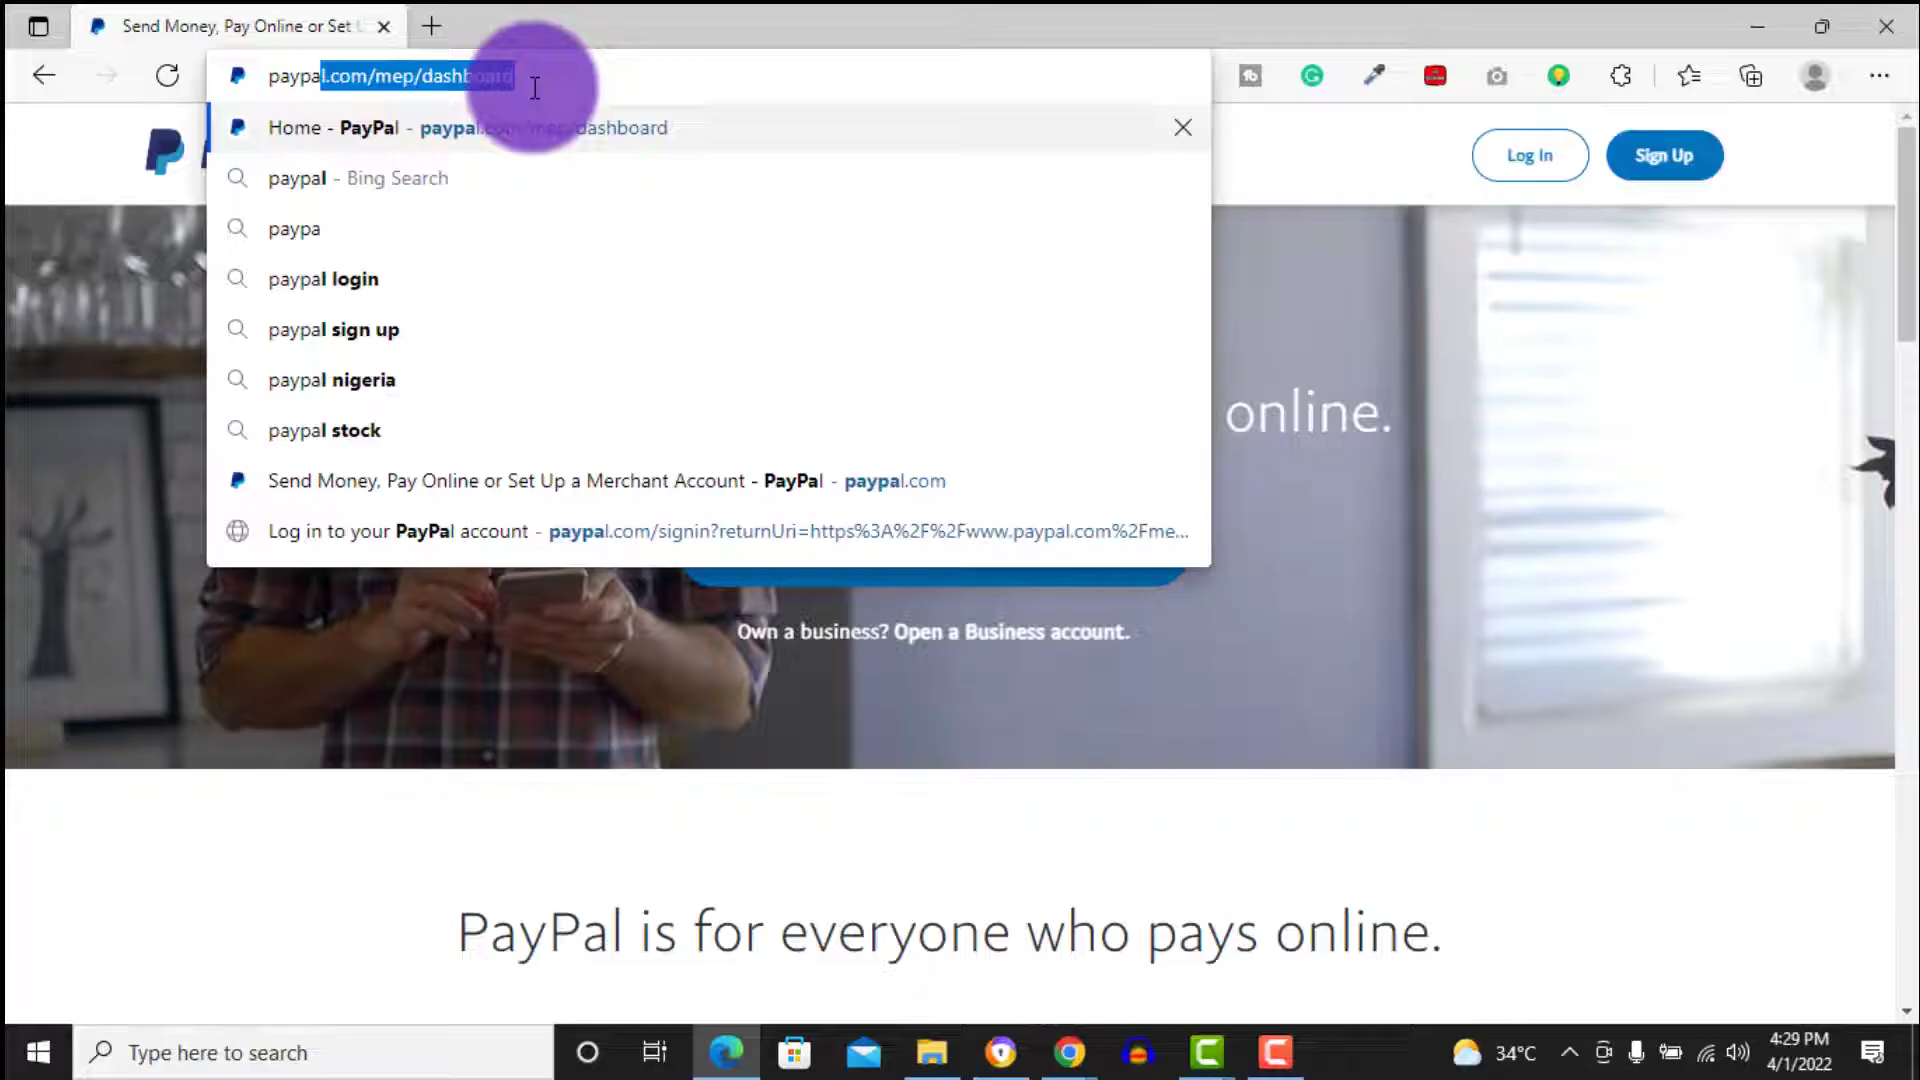 Send Money, Pay Online or Set
paypal.com/mep/dashboard
Home - PayPal - paypal.com/mep/dashboard
paypal - Bing Search
paypa
paypal login
paypal sign up
paypal nigeria
paypal stock
Send Money, Pay Online or Set Up a Merchant Account - PayPal - paypal.com
Log in to your PayPal account - paypal.com/signin?returnUri=https%3A%2F%2Fwww.paypal.com%2Fme...
Log In
Sign Up
online.
Own a business? Open a Business account.
PayPal is for everyone who pays online.
Type here to search
34°C
4:29 PM
4/1/2022